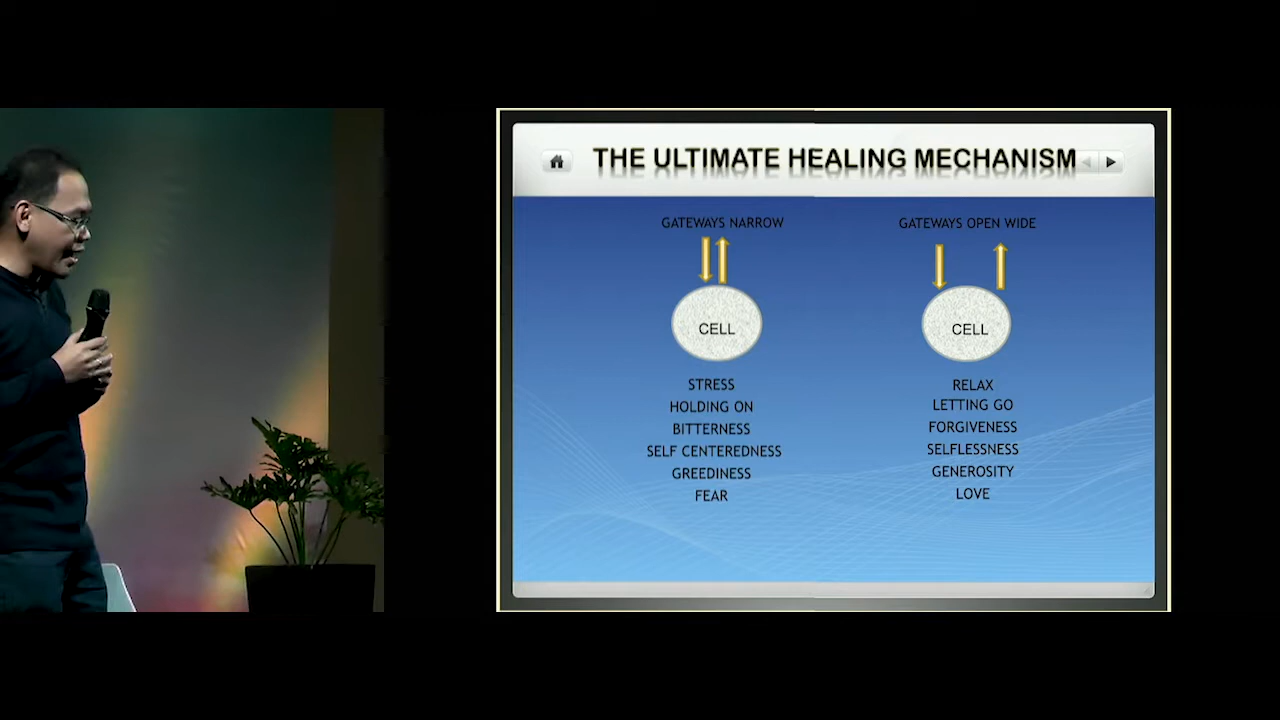 THE ULTIMATE HEALING MECHANISM
GATEWAYS NARROW
CELL
STRESS
HOLDING ON
BITTERNESS
SELF CENTEREDNESS
GREEDINESS
FEAR
GATEWAYS OPEN WIDE
CELL
RELAX
LETTING GO
FORGIVENESS
SELFLESSNESS
GENEROSITY
LOVE